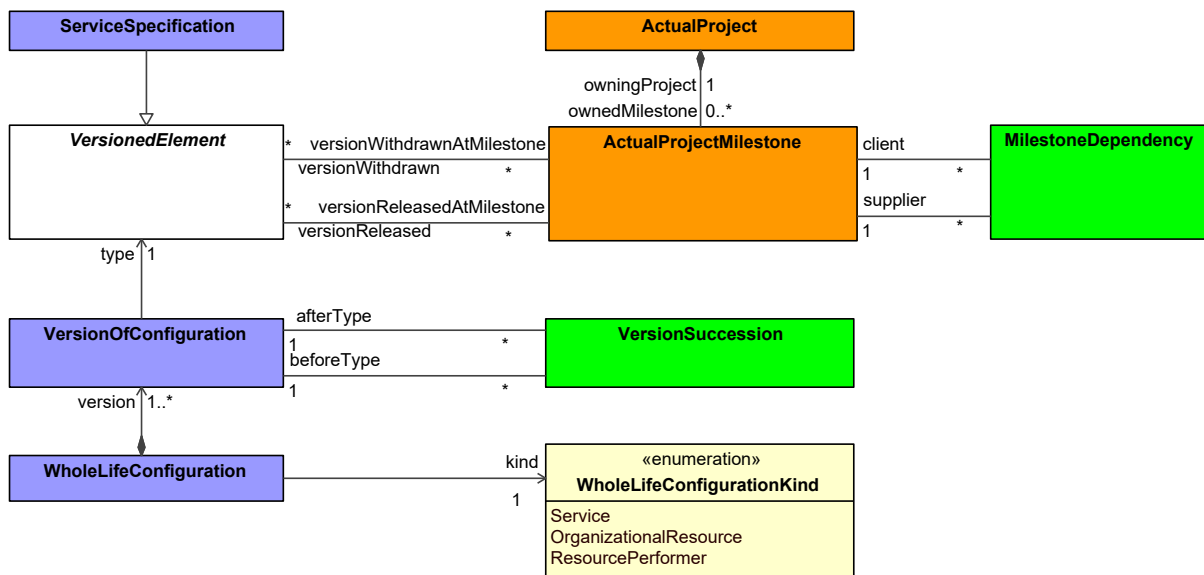 ServiceSpecification
ActualProject
owningProject 1
ownedMilestone 0..*
VersionedElement
* versionWithdrawnAtMilestone
versionWithdrawn *
* versionReleasedAtMilestone
versionReleased *
ActualProjectMilestone
client
1 *
supplier
1 *
MilestoneDependency
type 1
VersionOfConfiguration
afterType
1 *
beforeType
1 *
VersionSuccession
version 1..*
WholeLifeConfiguration
kind
1
«enumeration»
WholeLifeConfigurationKind
Service
OrganizationalResource
ResourcePerformer